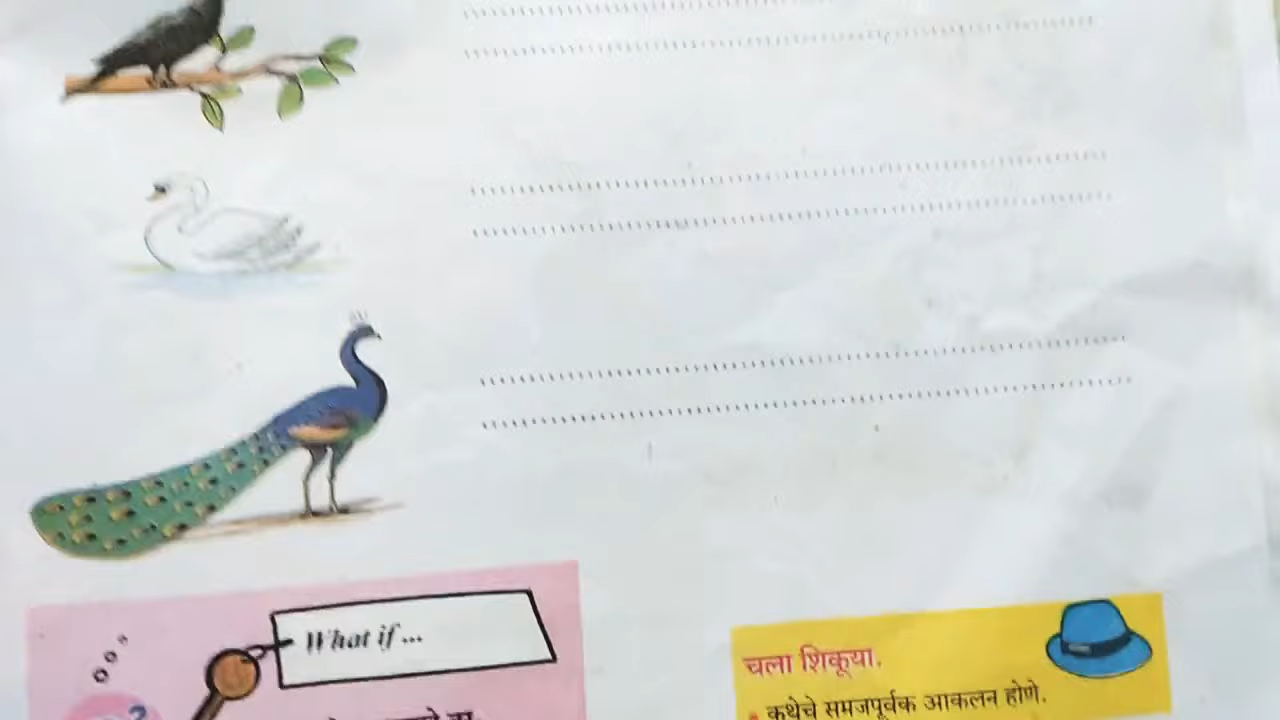 What if ...
चला शिकूया.
• कथेचे समजपूर्वक आकलन होणे.